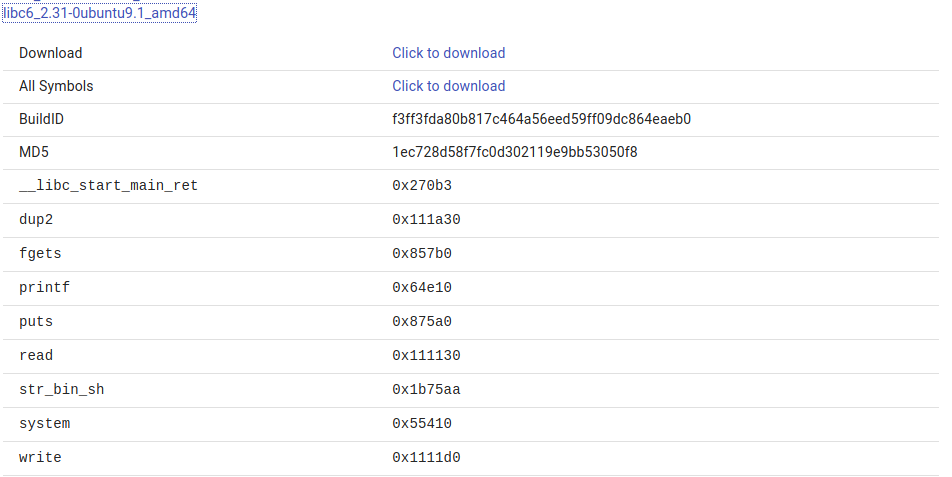 libc6_2.31-0ubuntu9.1_amd64
Download Click to download
All Symbols Click to download
BuildID f3ff3fda80b817c464a56eed59ff09dc864eaeb0
MD5 1ec728d58f7fc0d302119e9bb53050f8
__libc_start_main_ret 0x270b3
dup2 0x111a30
fgets 0x857b0
printf 0x64e10
puts 0x875a0
read 0x111130
str_bin_sh 0x1b75aa
system 0x55410
write 0x1111d0